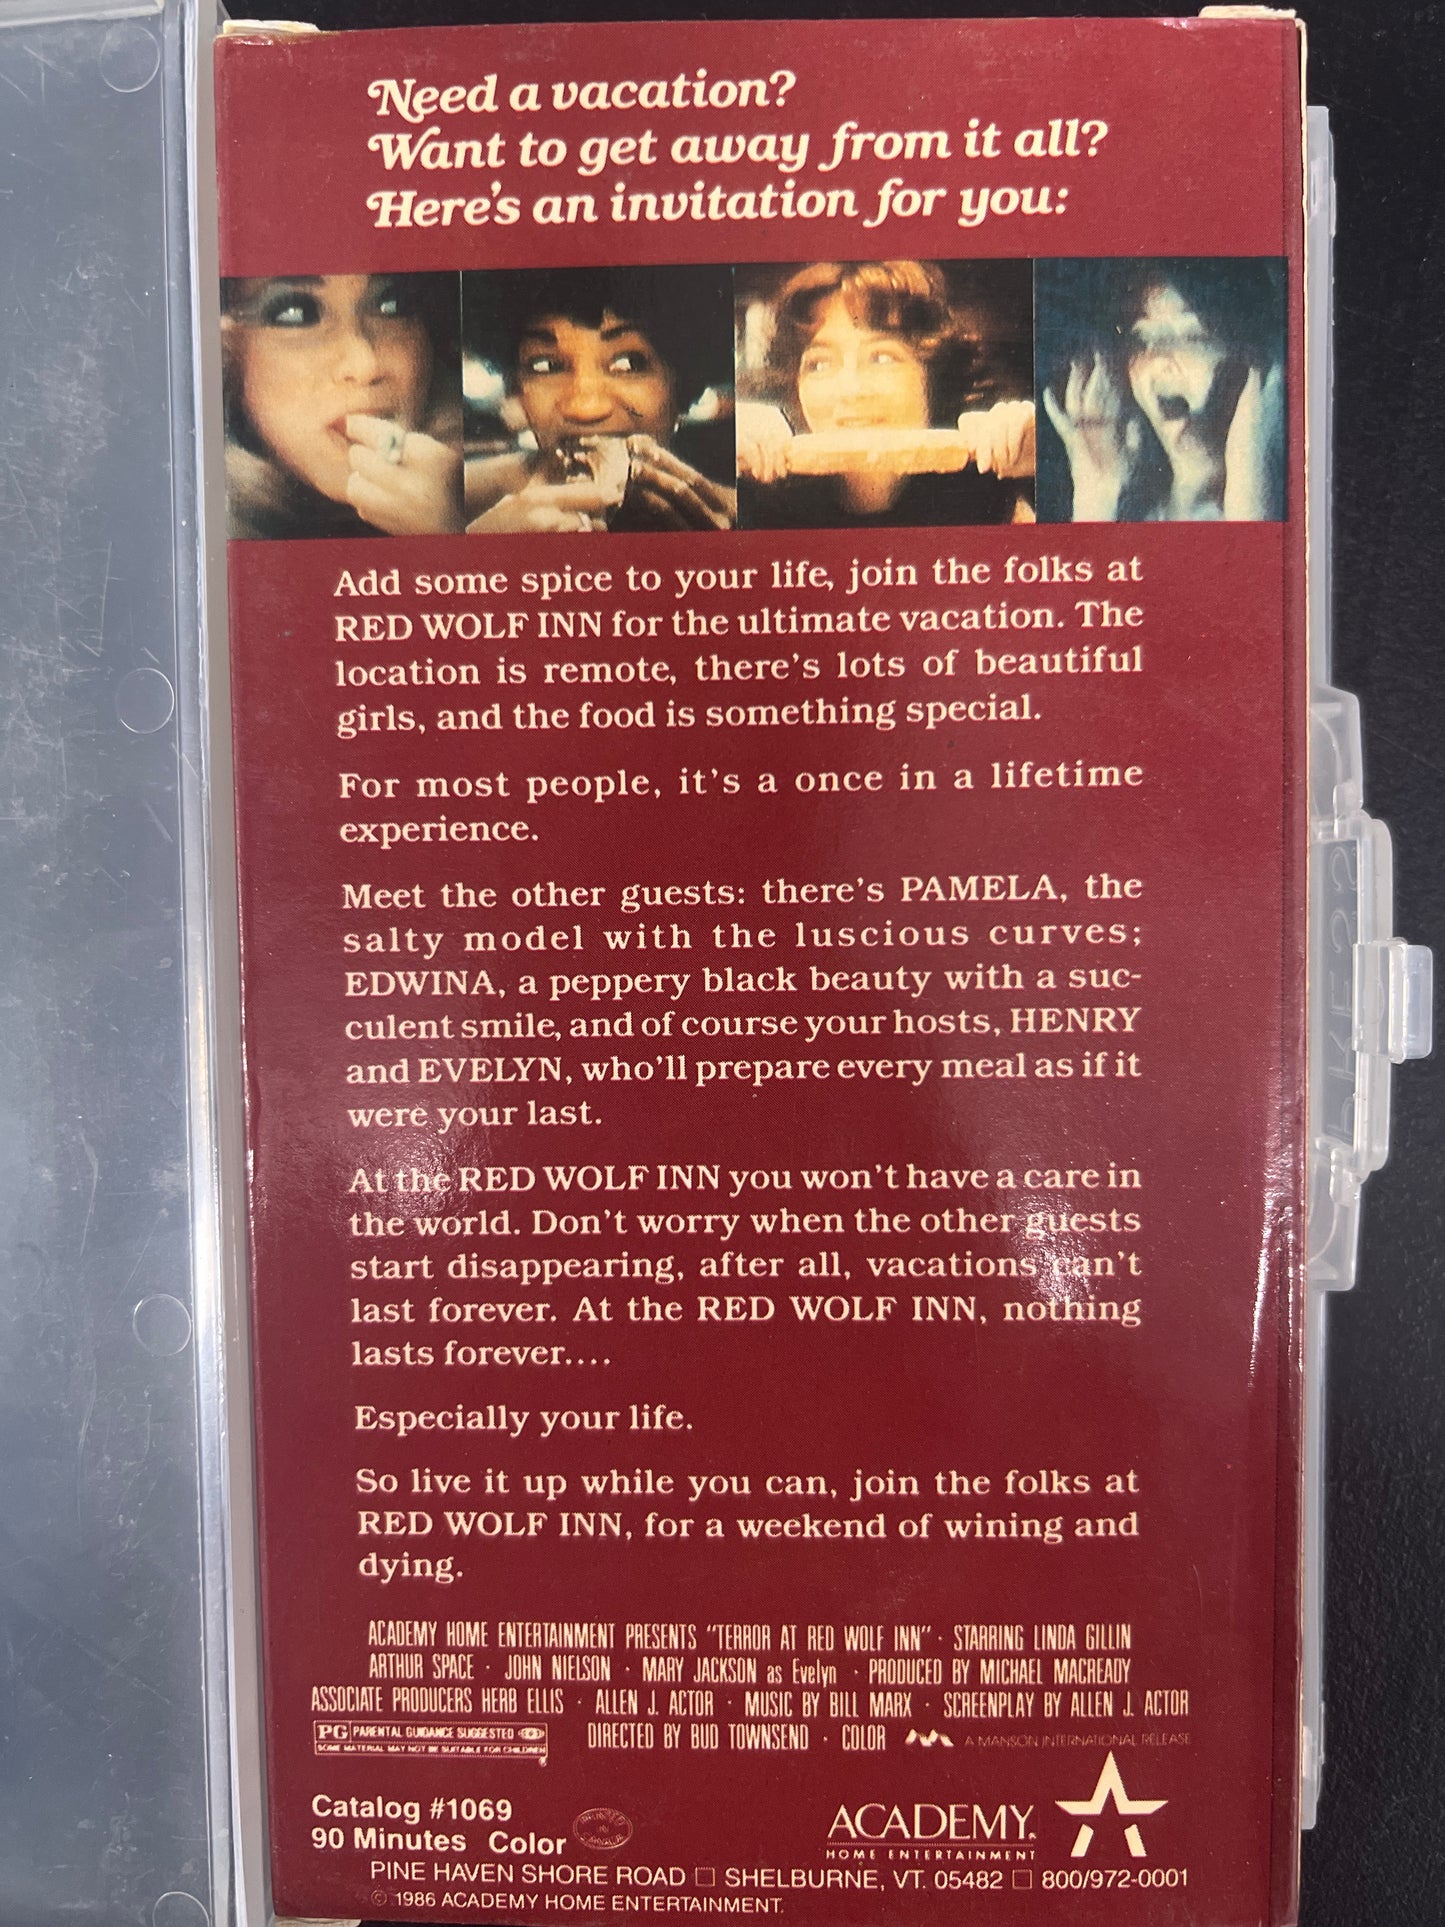 Need a vacation?
Want to get away from it all?
Here's an invitation for you:
Add some spice to your life, join the folks at
RED WOLF INN for the ultimate vacation. The
location is remote, there's lots of beautiful
girls, and the food is something special.
For most people, it's a once in a lifetime
experience.
Meet the other guests: there's PAMELA, the
salty model with the luscious curves;
EDWINA, a peppery black beauty with a suc-
culent smile, and of course your hosts, HENRY
and EVELYN, who'll prepare every meal as if it
were your last.
At the RED WOLF INN you won't have a care in
the world. Don't worry when the other guests
start disappearing, after all, vacations can't
last forever. At the RED WOLF INN, nothing
lasts forever....
Especially your life.
So live it up while you can, join the folks at
RED WOLF INN, for a weekend of wining and
dying.
ACADEMY HOME ENTERTAINMENT PRESENTS "TERROR AT RED WOLF INN" · STARRING LINDA GILLIN
ARTHUR SPACE · JOHN NIELSON · MARY JACKSON as Evelyn · PRODUCED BY MICHAEL MACREADY
ASSOCIATE PRODUCERS HERB ELLIS · ALLEN J. ACTOR · MUSIC BY BILL MARX · SCREENPLAY BY ALLEN J. ACTOR
PG PARENTAL GUIDANCE SUGGESTED
SOME MATERIAL MAY NOT BE SUITABLE FOR CHILDREN
DIRECTED BY BUD TOWNSEND · COLOR
A MANSON INTERNATIONAL RELEASE
Catalog #1069
90 Minutes Color
PRINTED IN CANADA
ACADEMY
HOME ENTERTAINMENT
PINE HAVEN SHORE ROAD □ SHELBURNE, VT. 05482 □ 800/972-0001
© 1986 ACADEMY HOME ENTERTAINMENT.